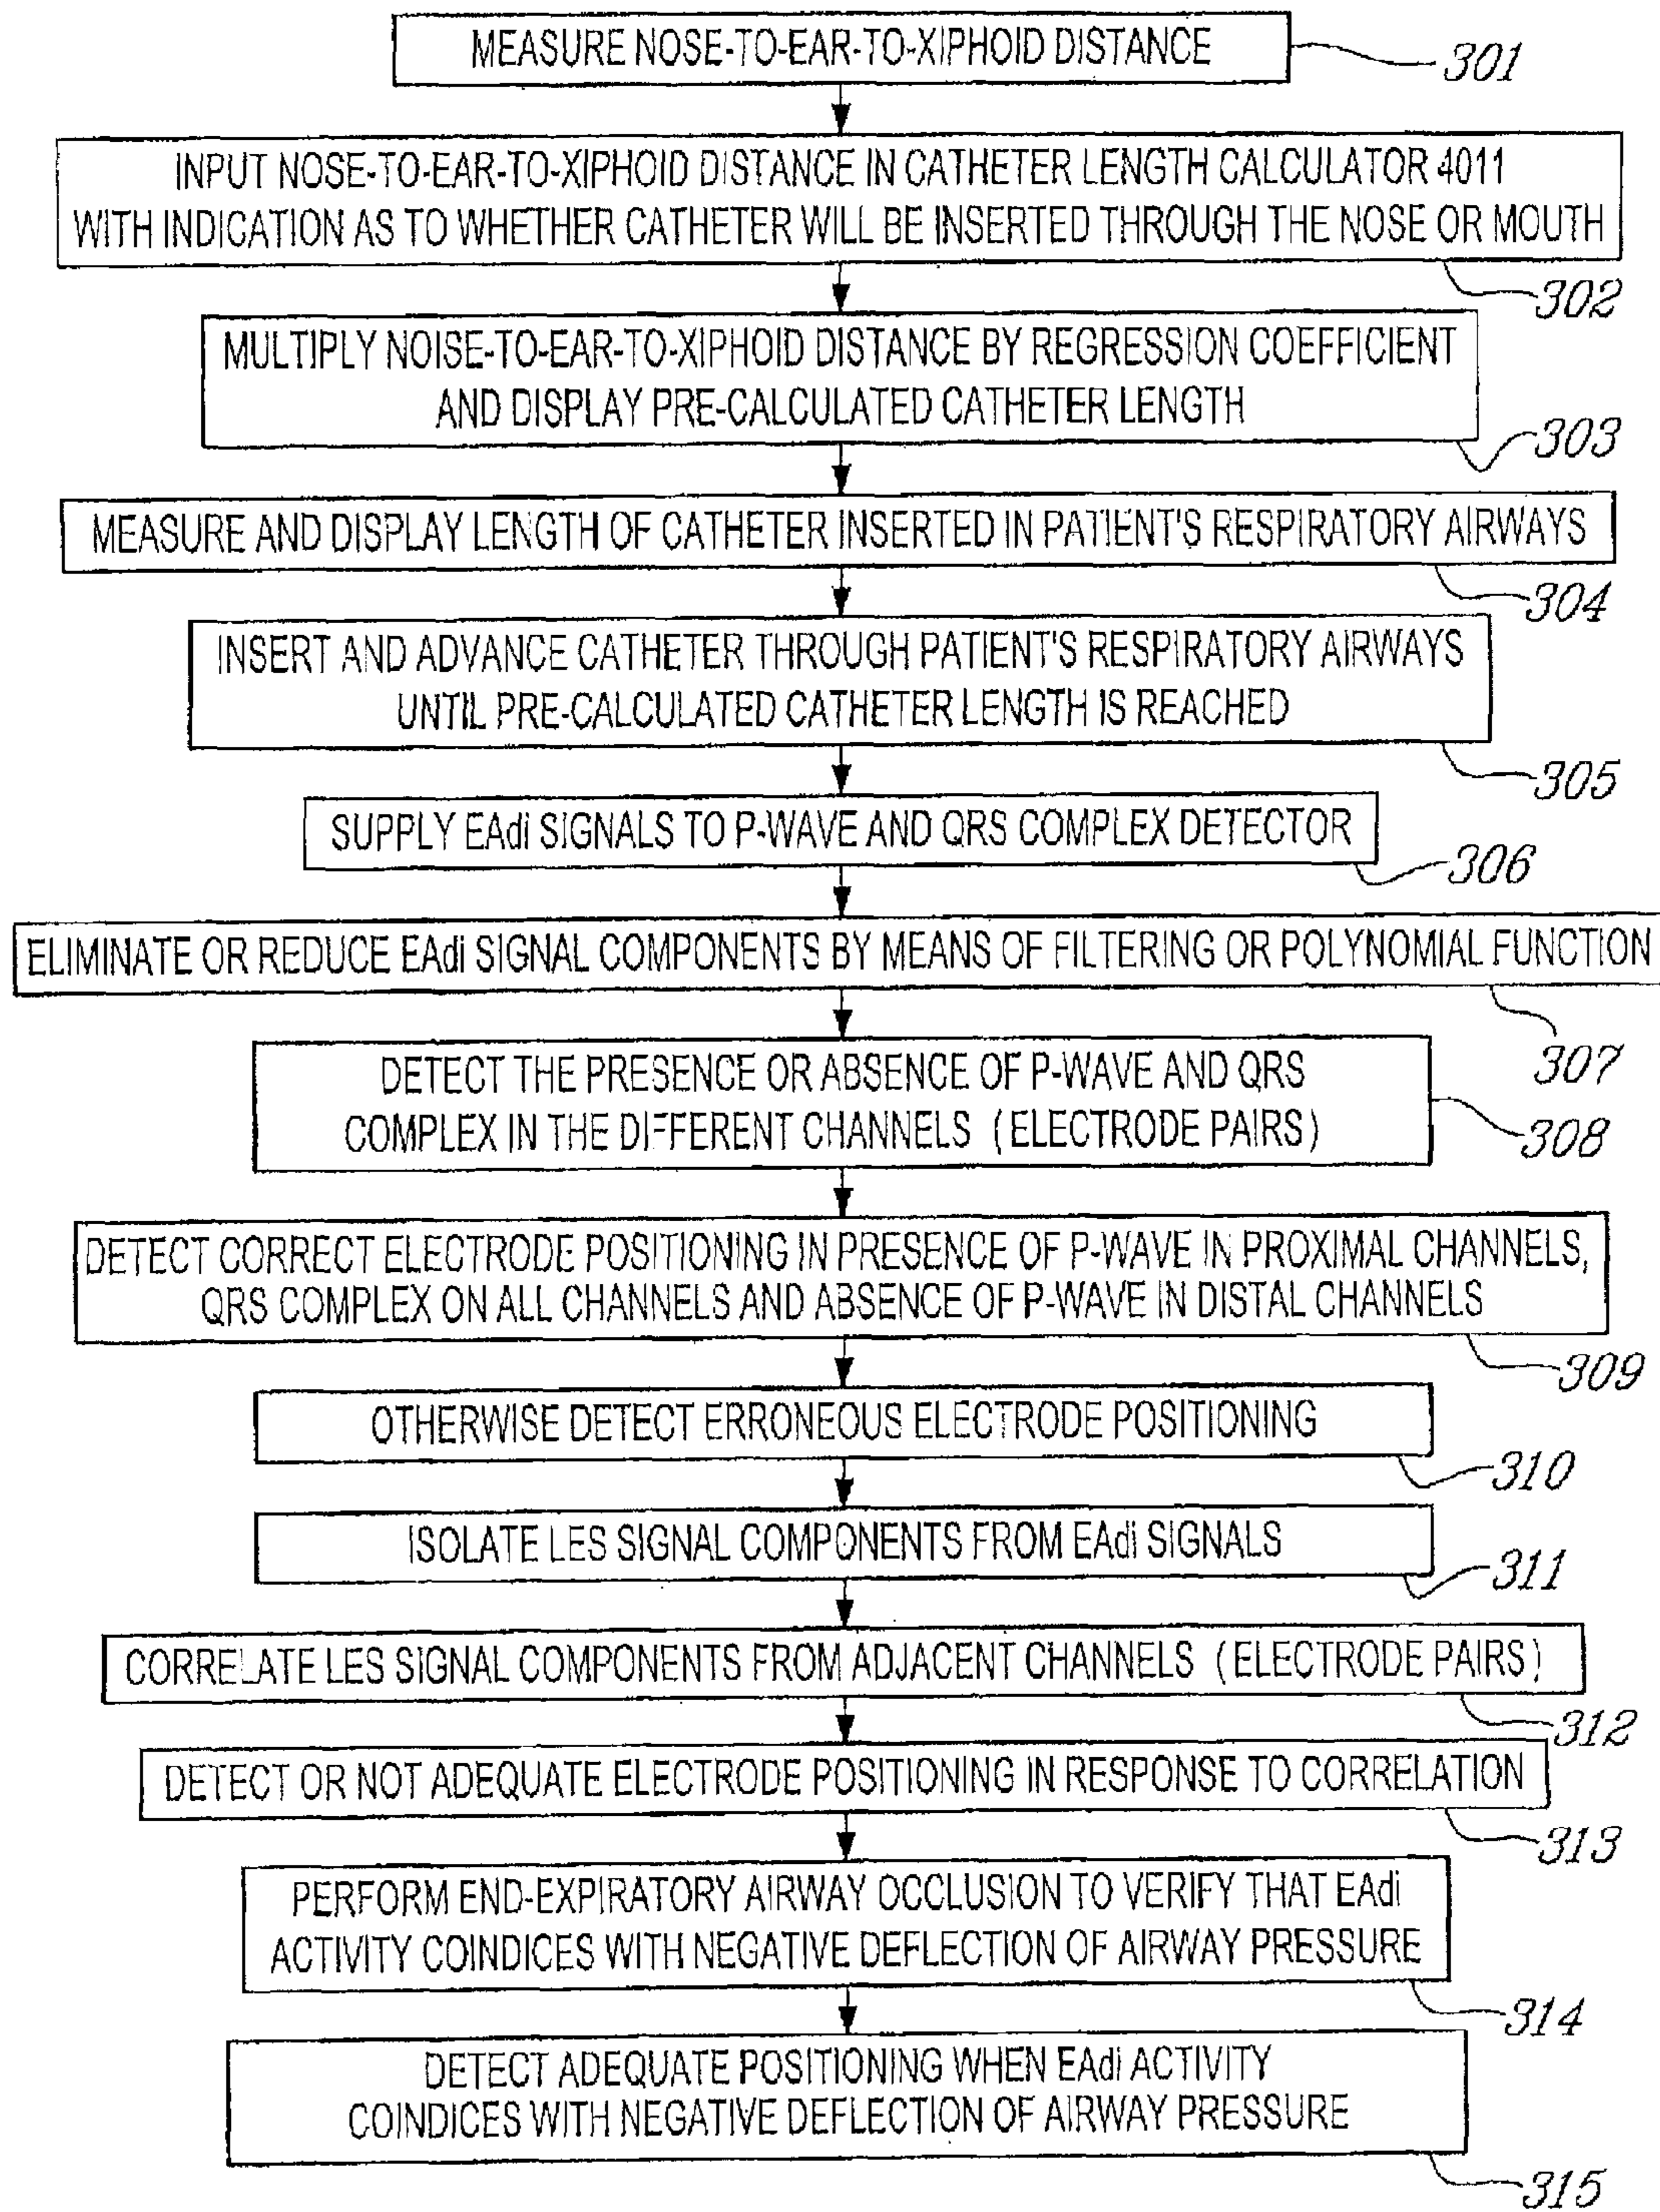 MEASURE NOSE-TO-EAR-TO-XIPHOID DISTANCE
301
INPUT NOSE-TO-EAR-TO-XIPHOID DISTANCE IN CATHETER LENGTH CALCULATOR 4011
WITH INDICATION AS TO WHETHER CATHETER WILL BE INSERTED THROUGH THE NOSE OR MOUTH
302
MULTIPLY NOISE-TO-EAR-TO-XIPHOID DISTANCE BY REGRESSION COEFFICIENT
AND DISPLAY PRE-CALCULATED CATHETER LENGTH
303
MEASURE AND DISPLAY LENGTH OF CATHETER INSERTED IN PATIENT'S RESPIRATORY AIRWAYS
304
INSERT AND ADVANCE CATHETER THROUGH PATIENT'S RESPIRATORY AIRWAYS
UNTIL PRE-CALCULATED CATHETER LENGTH IS REACHED
305
SUPPLY EAdi SIGNALS TO P-WAVE AND QRS COMPLEX DETECTOR
306
ELIMINATE OR REDUCE EAdi SIGNAL COMPONENTS BY MEANS OF FILTERING OR POLYNOMIAL FUNCTION
307
DETECT THE PRESENCE OR ABSENCE OF P-WAVE AND QRS
COMPLEX IN THE DIFFERENT CHANNELS (ELECTRODE PAIRS)
308
DETECT CORRECT ELECTRODE POSITIONING IN PRESENCE OF P-WAVE IN PROXIMAL CHANNELS,
QRS COMPLEX ON ALL CHANNELS AND ABSENCE OF P-WAVE IN DISTAL CHANNELS
309
OTHERWISE DETECT ERRONEOUS ELECTRODE POSITIONING
310
ISOLATE LES SIGNAL COMPONENTS FROM EAdi SIGNALS
311
CORRELATE LES SIGNAL COMPONENTS FROM ADJACENT CHANNELS (ELECTRODE PAIRS)
312
DETECT OR NOT ADEQUATE ELECTRODE POSITIONING IN RESPONSE TO CORRELATION
313
PERFORM END-EXPIRATORY AIRWAY OCCLUSION TO VERIFY THAT EAdi
ACTIVITY COINDICES WITH NEGATIVE DEFLECTION OF AIRWAY PRESSURE
314
DETECT ADEQUATE POSITIONING WHEN EAdi ACTIVITY
COINDICES WITH NEGATIVE DEFLECTION OF AIRWAY PRESSURE
315